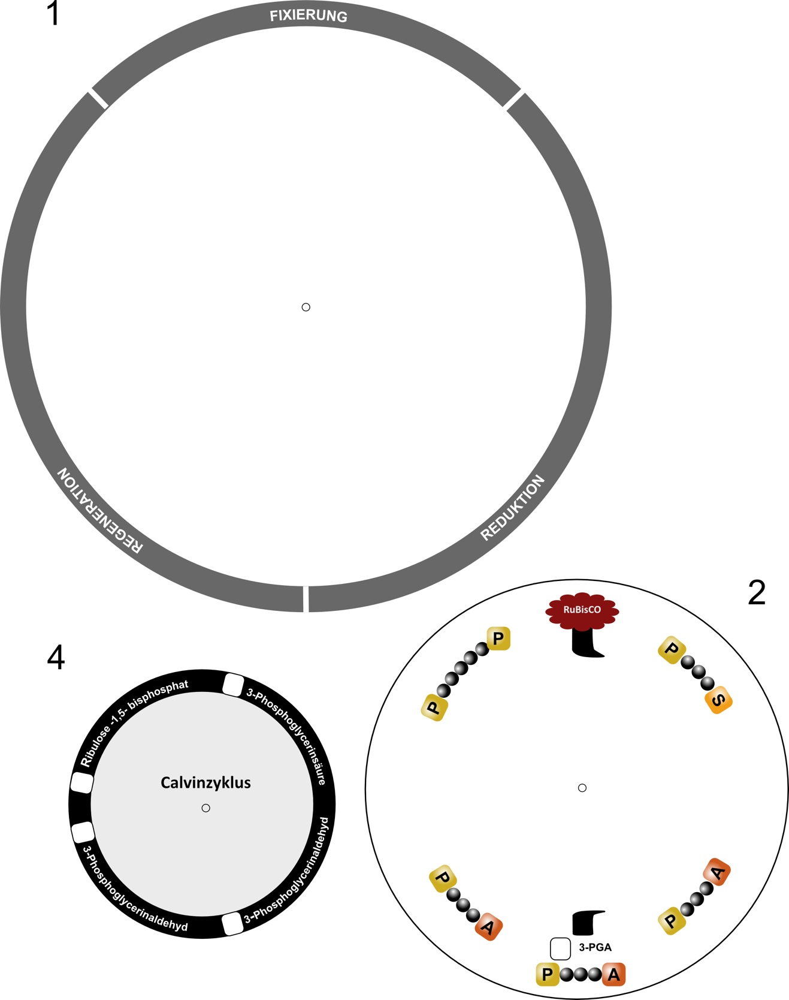 1
FIXIERUNG
REDUKTION
REGENERATION
2
RuBisCO
P
P
P
S
A
P
P
A
3-PGA
P A
4
Ribulose -1,5- bisphosphat
3-Phosphoglycerinsäure
Calvinzyklus
3-Phosphoglycerinaldehyd
3-Phosphoglycerinaldehyd